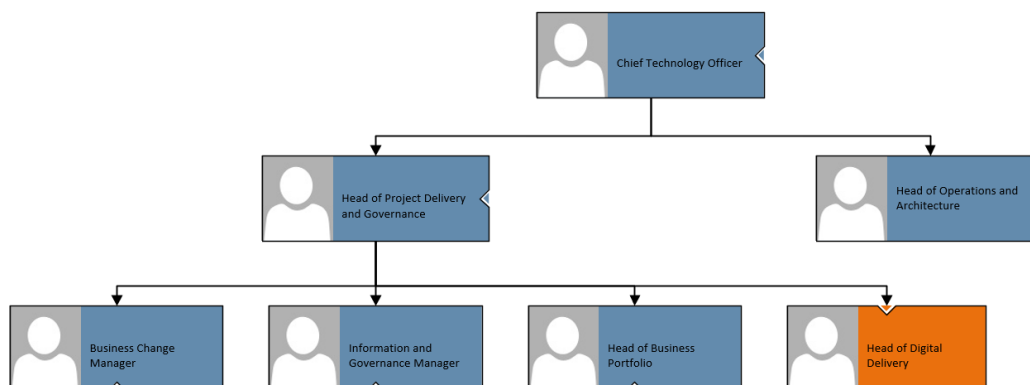 Chief Technology Officer
Head of Project Delivery
and Governance
Head of Operations and
Architecture
Business Change
Manager
Information and
Governance Manager
Head of Business
Portfolio
Head of Digital
Delivery